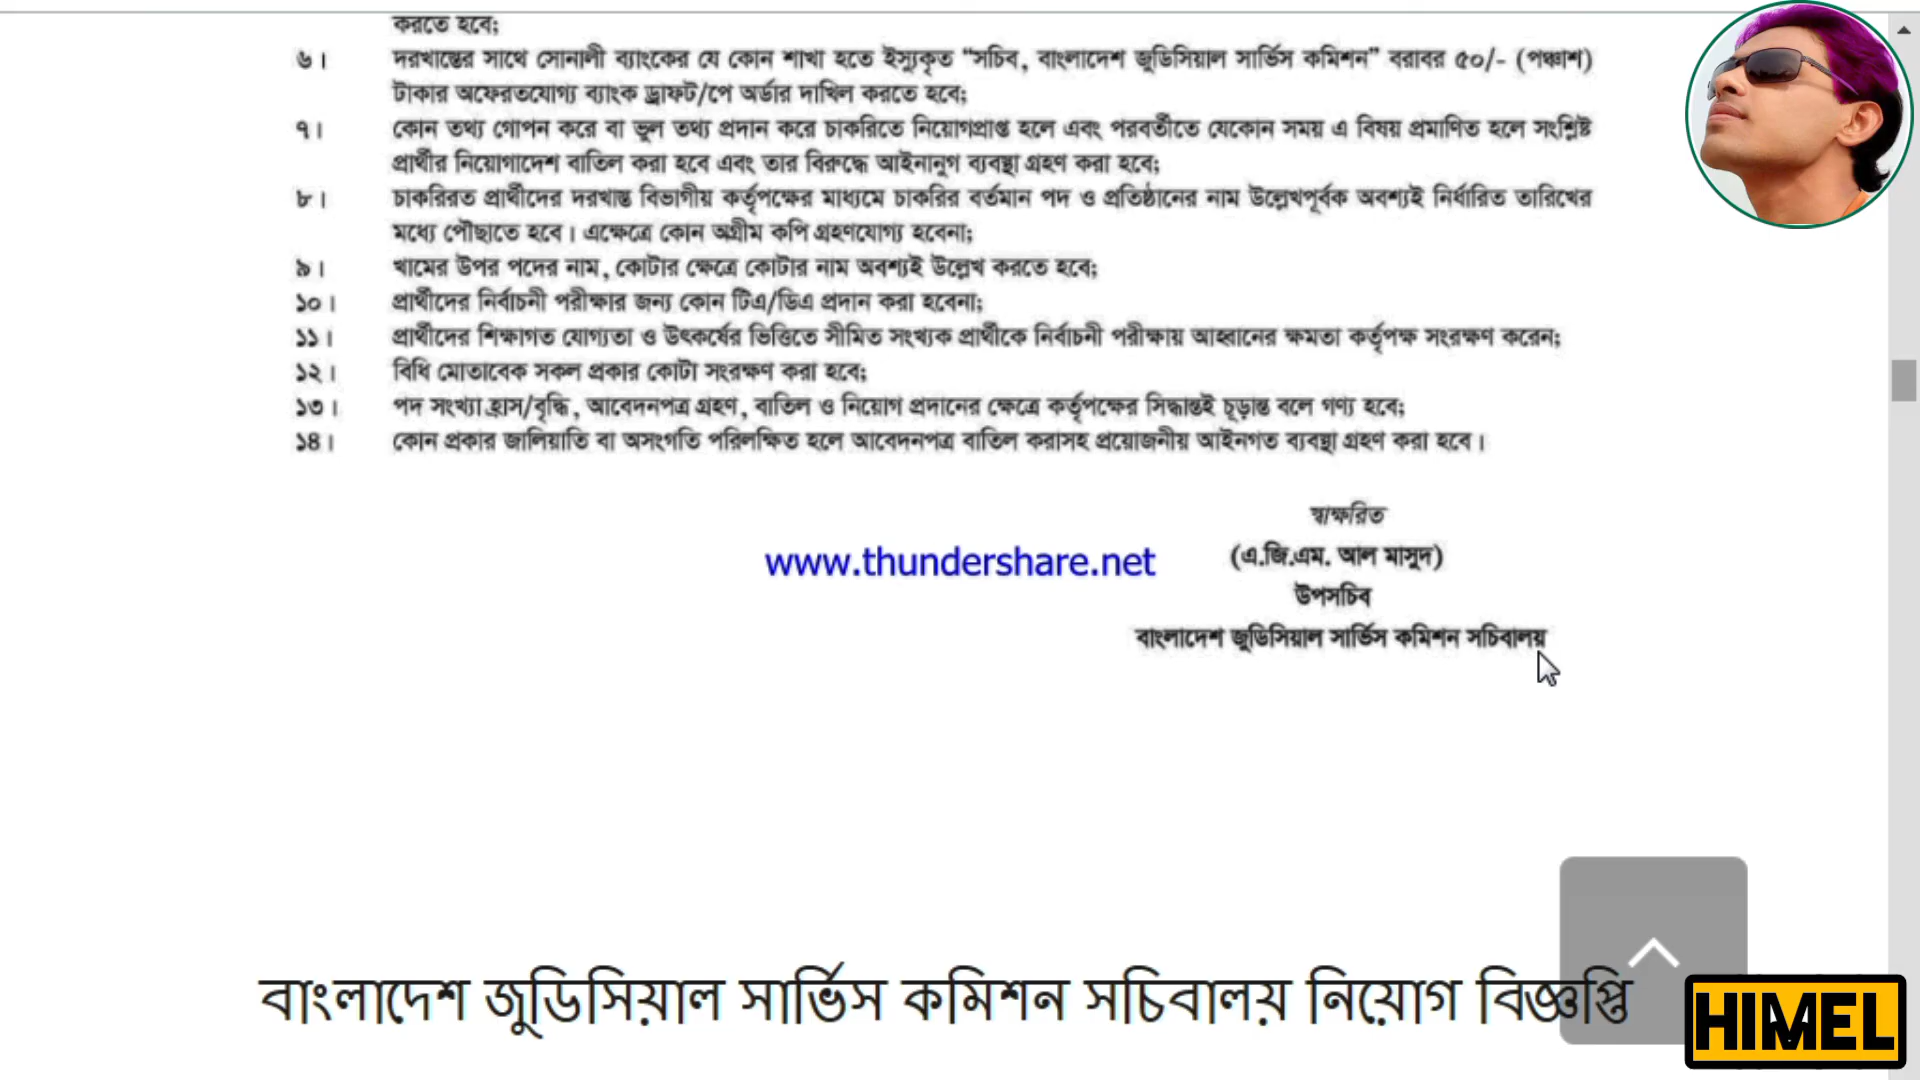 করতে হবে;
৬। দরখাস্তের সাথে সোনালী ব্যাংকের যে কোন শাখা হতে ইস্যুকৃত “সচিব, বাংলাদেশ জুডিসিয়াল সার্ভিস কমিশন” বরাবর ৫০/- (পঞ্চাশ)
টাকার অফেরতযোগ্য ব্যাংক ড্রাফট/পে অর্ডার দাখিল করতে হবে;
৭। কোন তথ্য গোপন করে বা ভুল তথ্য প্রদান করে চাকরিতে নিয়োগপ্রাপ্ত হলে এবং পরবর্তীতে যেকোন সময় এ বিষয় প্রমাণিত হলে সংশ্লিষ্ট
প্রার্থীর নিয়োগাদেশ বাতিল করা হবে এবং তার বিরুদ্ধে আইনানুগ ব্যবস্থা গ্রহণ করা হবে;
৮। চাকরিরত প্রার্থীদের দরখাস্ত বিভাগীয় কর্তৃপক্ষের মাধ্যমে চাকরির বর্তমান পদ ও প্রতিষ্ঠানের নাম উল্লেখপূর্বক অবশ্যই নির্ধারিত তারিখের
মধ্যে পৌছাতে হবে। এক্ষেত্রে কোন অগ্রীম কপি গ্রহণযোগ্য হবেনা;
৯। খামের উপর পদের নাম, কোটার ক্ষেত্রে কোটার নাম অবশ্যই উল্লেখ করতে হবে;
১০। প্রার্থীদের নির্বাচনী পরীক্ষার জন্য কোন টিএ/ডিএ প্রদান করা হবেনা;
১১। প্রার্থীদের শিক্ষাগত যোগ্যতা ও উৎকর্ষের ভিত্তিতে সীমিত সংখ্যক প্রার্থীকে নির্বাচনী পরীক্ষায় আহ্বানের ক্ষমতা কর্তৃপক্ষ সংরক্ষণ করেন;
১২। বিধি মোতাবেক সকল প্রকার কোটা সংরক্ষণ করা হবে;
১৩। পদ সংখ্যা হ্রাস/বৃদ্ধি, আবেদনপত্র গ্রহণ, বাতিল ও নিয়োগ প্রদানের ক্ষেত্রে কর্তৃপক্ষের সিদ্ধান্তই চূড়ান্ত বলে গণ্য হবে;
১৪। কোন প্রকার জালিয়াতি বা অসংগতি পরিলক্ষিত হলে আবেদনপত্র বাতিল করাসহ প্রয়োজনীয় আইনগত ব্যবস্থা গ্রহণ করা হবে।
স্বাক্ষরিত
www.thundershare.net
(এ.জি.এম. আল মাসুদ)
উপসচিব
বাংলাদেশ জুডিসিয়াল সার্ভিস কমিশন সচিবালয়
বাংলাদেশ জুডিসিয়াল সার্ভিস কমিশন সচিবালয় নিয়োগ বিজ্ঞপ্তি
HIMEL